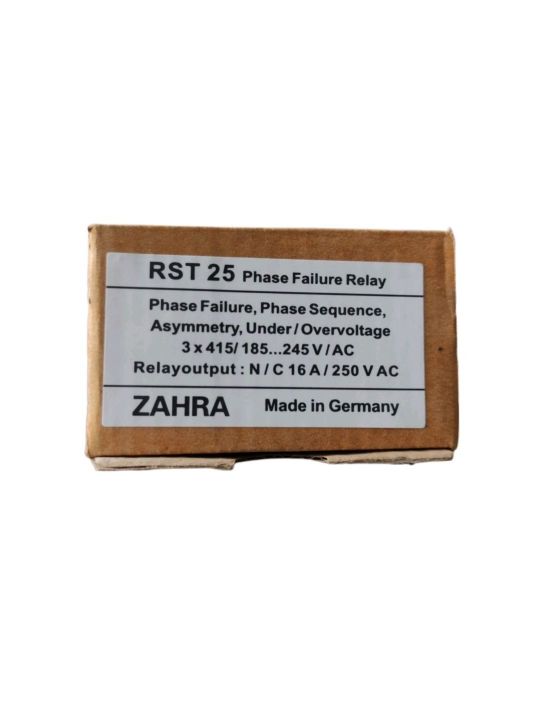 RST 25 Phase Failure Relay
Phase Failure, Phase Sequence,
Asymmetry, Under / Overvoltage
3 x 415/ 185...245 V / AC
Relayoutput : N / C 16 A / 250 V AC
ZAHRA Made in Germany